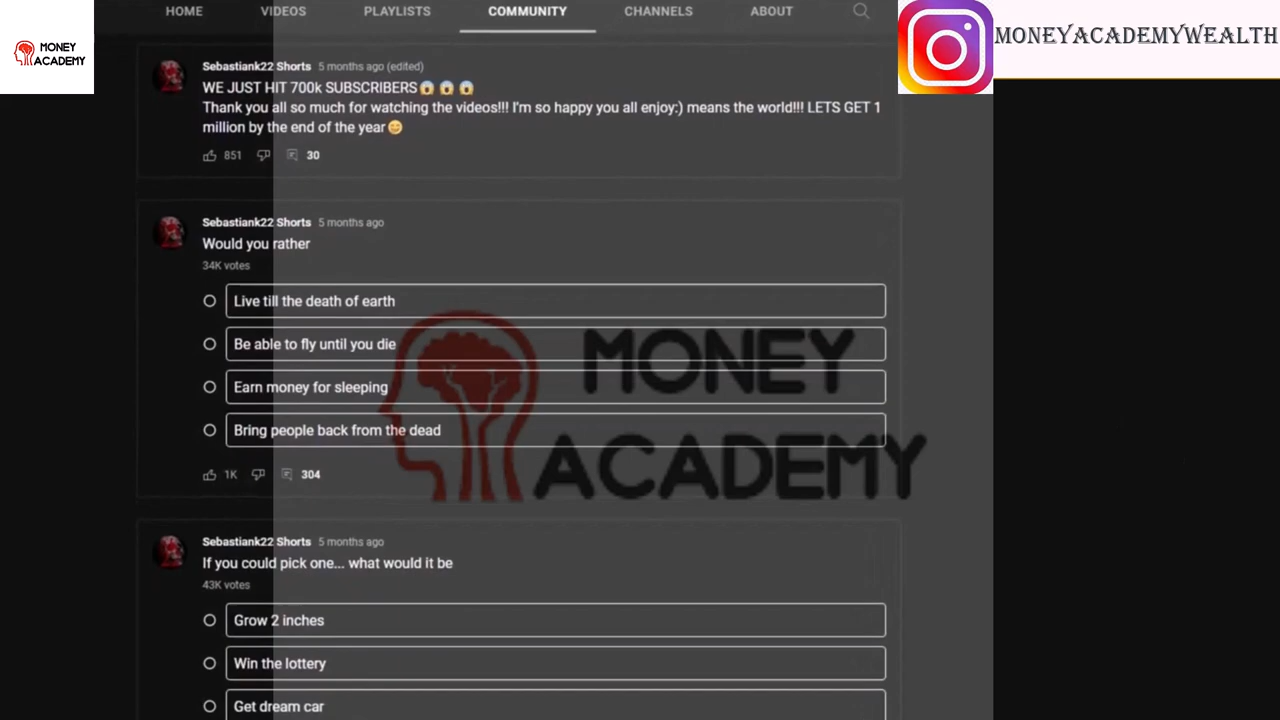 HOME VIDEOS PLAYLISTS COMMUNITY CHANNELS ABOUT
MONEY
ACADEMY
MONEYACADEMYWEALTH
Sebastiank22 Shorts 5 months ago (edited)
WE JUST HIT 700k SUBSCRIBERS😱😱😱
Thank you all so much for watching the videos!!! I'm so happy you all enjoy:) means the world!!! LETS GET 1
million by the end of the year😄
851 30
Sebastiank22 Shorts 5 months ago
Would you rather
34K votes
Live till the death of earth
Be able to fly until you die
Earn money for sleeping
Bring people back from the dead
1K 304
MONEY
ACADEMY
Sebastiank22 Shorts 5 months ago
If you could pick one... what would it be
43K votes
Grow 2 inches
Win the lottery
Get dream car